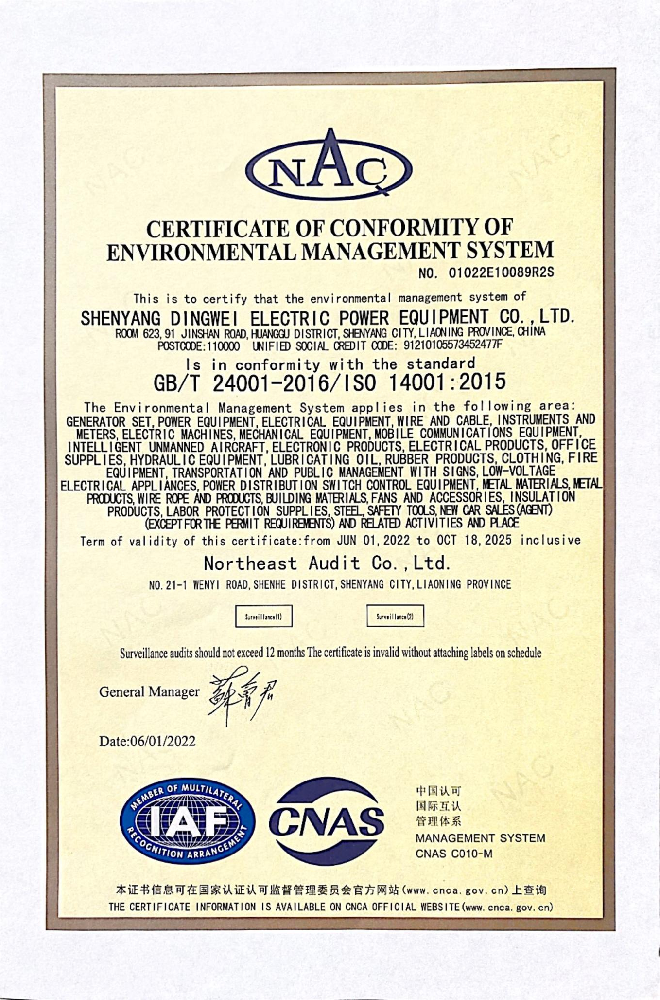 NAC
CERTIFICATE OF CONFORMITY OF
ENVIRONMENTAL MANAGEMENT SYSTEM
NO. 01022E10089R2S
This is to certify that the environmental management system of
SHENYANG DINGWEI ELECTRIC POWER EQUIPMENT CO., LTD.
ROOM 623, 91 JINSHAN ROAD, HUANGGU DISTRICT, SHENYANG CITY, LIAONING PROVINCE, CHINA
POSTCODE:110000 UNIFIED SOCIAL CREDIT CODE: 91210105573452477F
Is in conformity with the standard
GB/T 24001-2016/ISO 14001:2015
The Environmental Management System applies in the following area:
GENERATOR SET, POWER EQUIPMENT, ELECTRICAL EQUIPMENT, WIRE AND CABLE, INSTRUMENTS AND
METERS, ELECTRIC MACHINES, MECHANICAL EQUIPMENT, MOBILE COMMUNICATIONS EQUIPMENT,
INTELLIGENT UNMANNED AIRCRAFT, ELECTRONIC PRODUCTS, ELECTRICAL PRODUCTS, OFFICE
SUPPLIES, HYDRAULIC EQUIPMENT, LUBRICATING OIL, RUBBER PRODUCTS, CLOTHING, FIRE
EQUIPMENT, TRANSPORTATION AND PUBLIC MANAGEMENT WITH SIGNS, LOW-VOLTAGE
ELECTRICAL APPLIANCES, POWER DISTRIBUTION SWITCH CONTROL EQUIPMENT, METAL MATERIALS, METAL
PRODUCTS, WIRE ROPE AND PRODUCTS, BUILDING MATERIALS, FANS AND ACCESSORIES, INSULATION
PRODUCTS, LABOR PROTECTION SUPPLIES, STEEL, SAFETY TOOLS, NEW CAR SALES (AGENT)
(EXCEPT FOR THE PERMIT REQUIREMENTS) AND RELATED ACTIVITIES AND PLACE
Term of validity of this certificate:from JUN 01, 2022 to OCT 18, 2025 inclusive
Northeast Audit Co., Ltd.
NO. 21-1 WENYI ROAD, SHENHE DISTRICT, SHENYANG CITY, LIAONING PROVINCE
Surveillance(1) Surveillance(2)
Surveillance audits should not exceed 12 months The certificate is invalid without attaching labels on schedule
General Manager
Date:06/01/2022
MEMBER OF MULTILATERAL
IAF
RECOGNITION ARRANGEMENT
CNAS
中国认可
国际互认
管理体系
MANAGEMENT SYSTEM
CNAS C010-M
本证书信息可在国家认证认可监督管理委员会官方网站(www.cnca.gov.cn)上查询
THE CERTIFICATE INFORMATION IS AVAILABLE ON CNCA OFFICIAL WEBSITE(www.cnca.gov.cn)